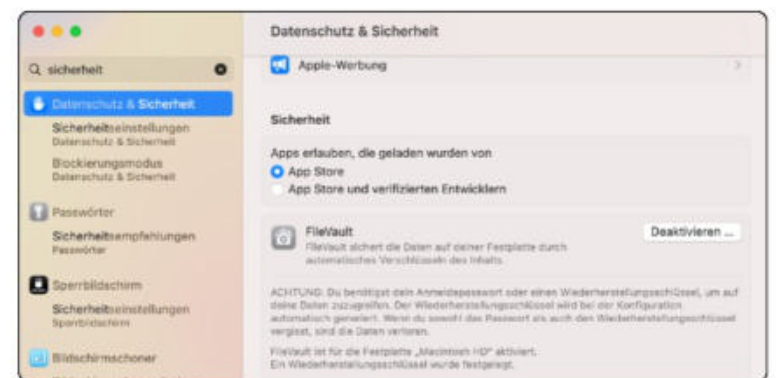 Datenschutz & Sicherheit
sicherheit
Datenschutz & Sicherheit
Sicherheitseinstellungen
Datenschutz & Sicherheit
Blockierungsmodus
Datenschutz & Sicherheit
Passwörter
Sicherheitsempfehlungen
Passwörter
Sperrbildschirm
Sicherheitseinstellungen
Sperrbildschirm
Bildschirmschoner
Apple-Werbung
Sicherheit
Apps erlauben, die geladen wurden von
App Store
App Store und verifizierten Entwicklern
FileVault
Deaktivieren ...
FileVault sichert die Daten auf deiner Festplatte durch
automatisches Verschlüsseln des Inhalts.
ACHTUNG: Du benötigst dein Anmeldepasswort oder einen Wiederherstellungsschlüssel, um auf
deine Daten zuzugreifen. Der Wiederherstellungsschlüssel wird bei der Konfiguration
automatisch generiert. Wenn du sowohl das Passwort als auch den Wiederherstellungsschlüssel
vergisst, sind die Daten verloren.
FileVault ist für die Festplatte „Macintosh HD“ aktiviert.
Ein Wiederherstellungsschlüssel wurde festgelegt.